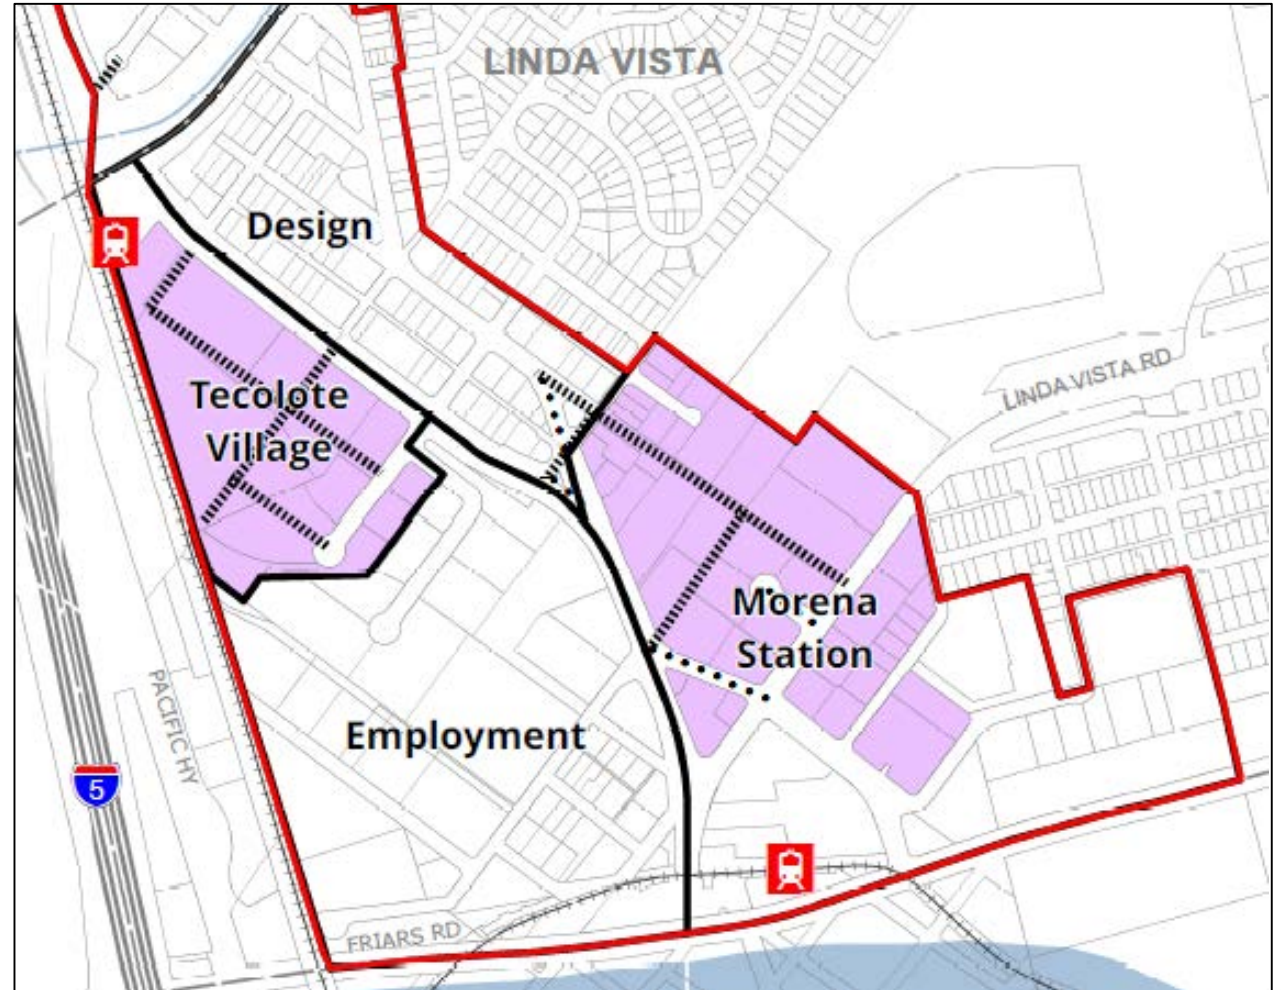 LINDA VISTA
Design
LINDA VISTA RD
Tecolote
Village
Morena
Station
PACIFIC HY
Employment
5
FRIARS RD